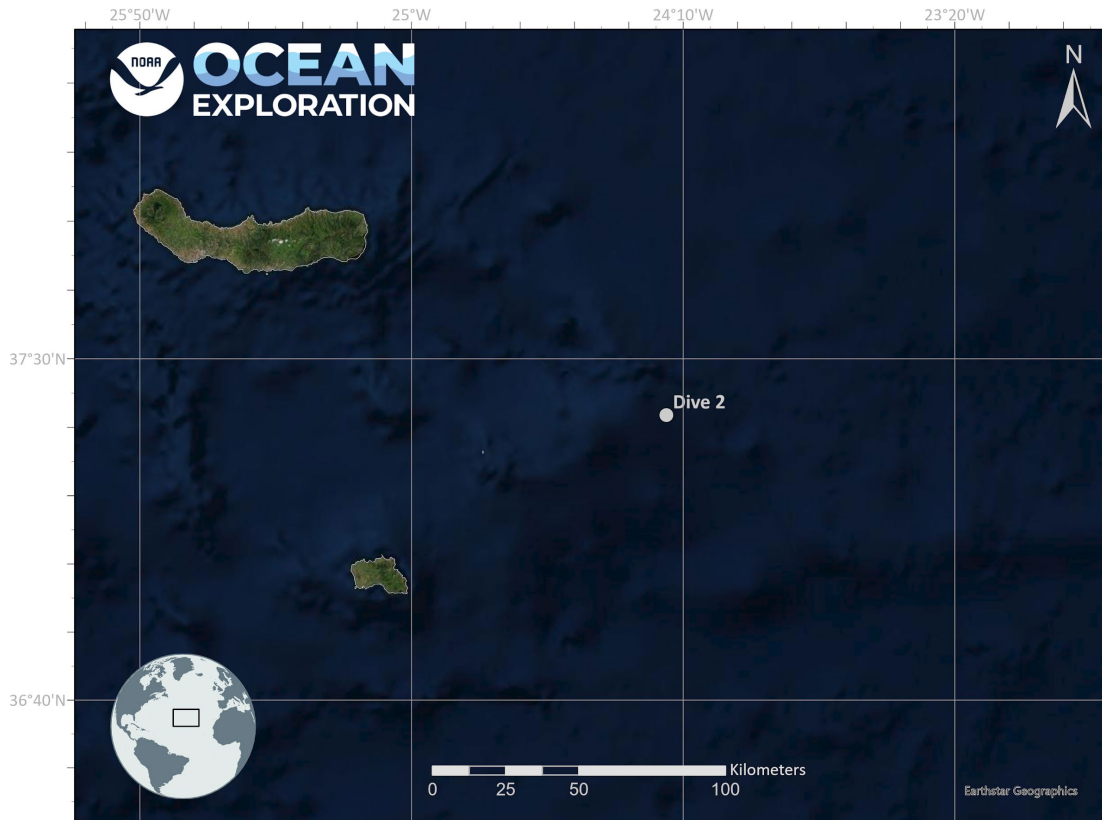 25°50'W
25°W
24°10'W
23°20'W
NOAA
OCEAN
EXPLORATION
N
37°30'N
Dive 2
36°40'N
Kilometers
0
25
50
100
Earthstar Geographics